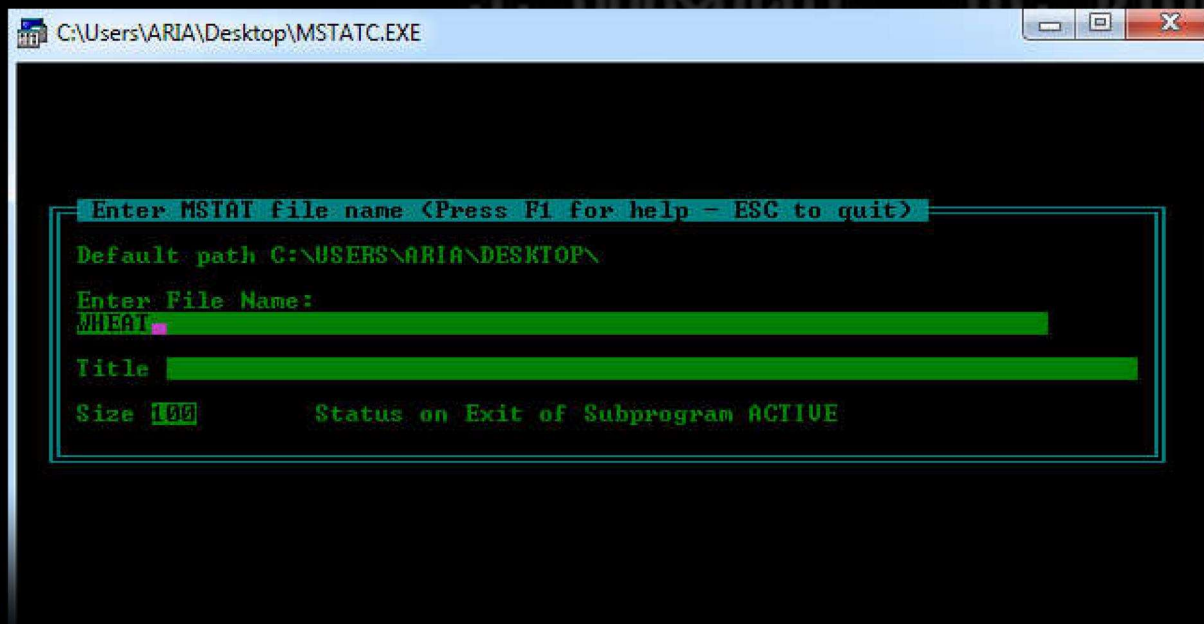 C:\Users\ARIA\Desktop\MSTATC.EXE
Enter MSTAT file name (Press F1 for help - ESC to quit)
Default path C:\USERS\ARIA\DESKTOP\
Enter File Name:
WHEAT
Title
Size 100 Status on Exit of Subprogram ACTIVE